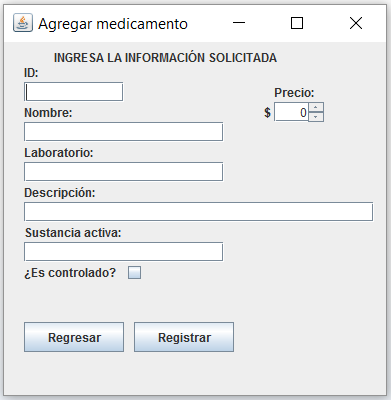 Agregar medicamento
INGRESA LA INFORMACIÓN SOLICITADA
ID:
Precio:
$ 0
Nombre:
Laboratorio:
Descripción:
Sustancia activa:
¿Es controlado?
Regresar
Registrar